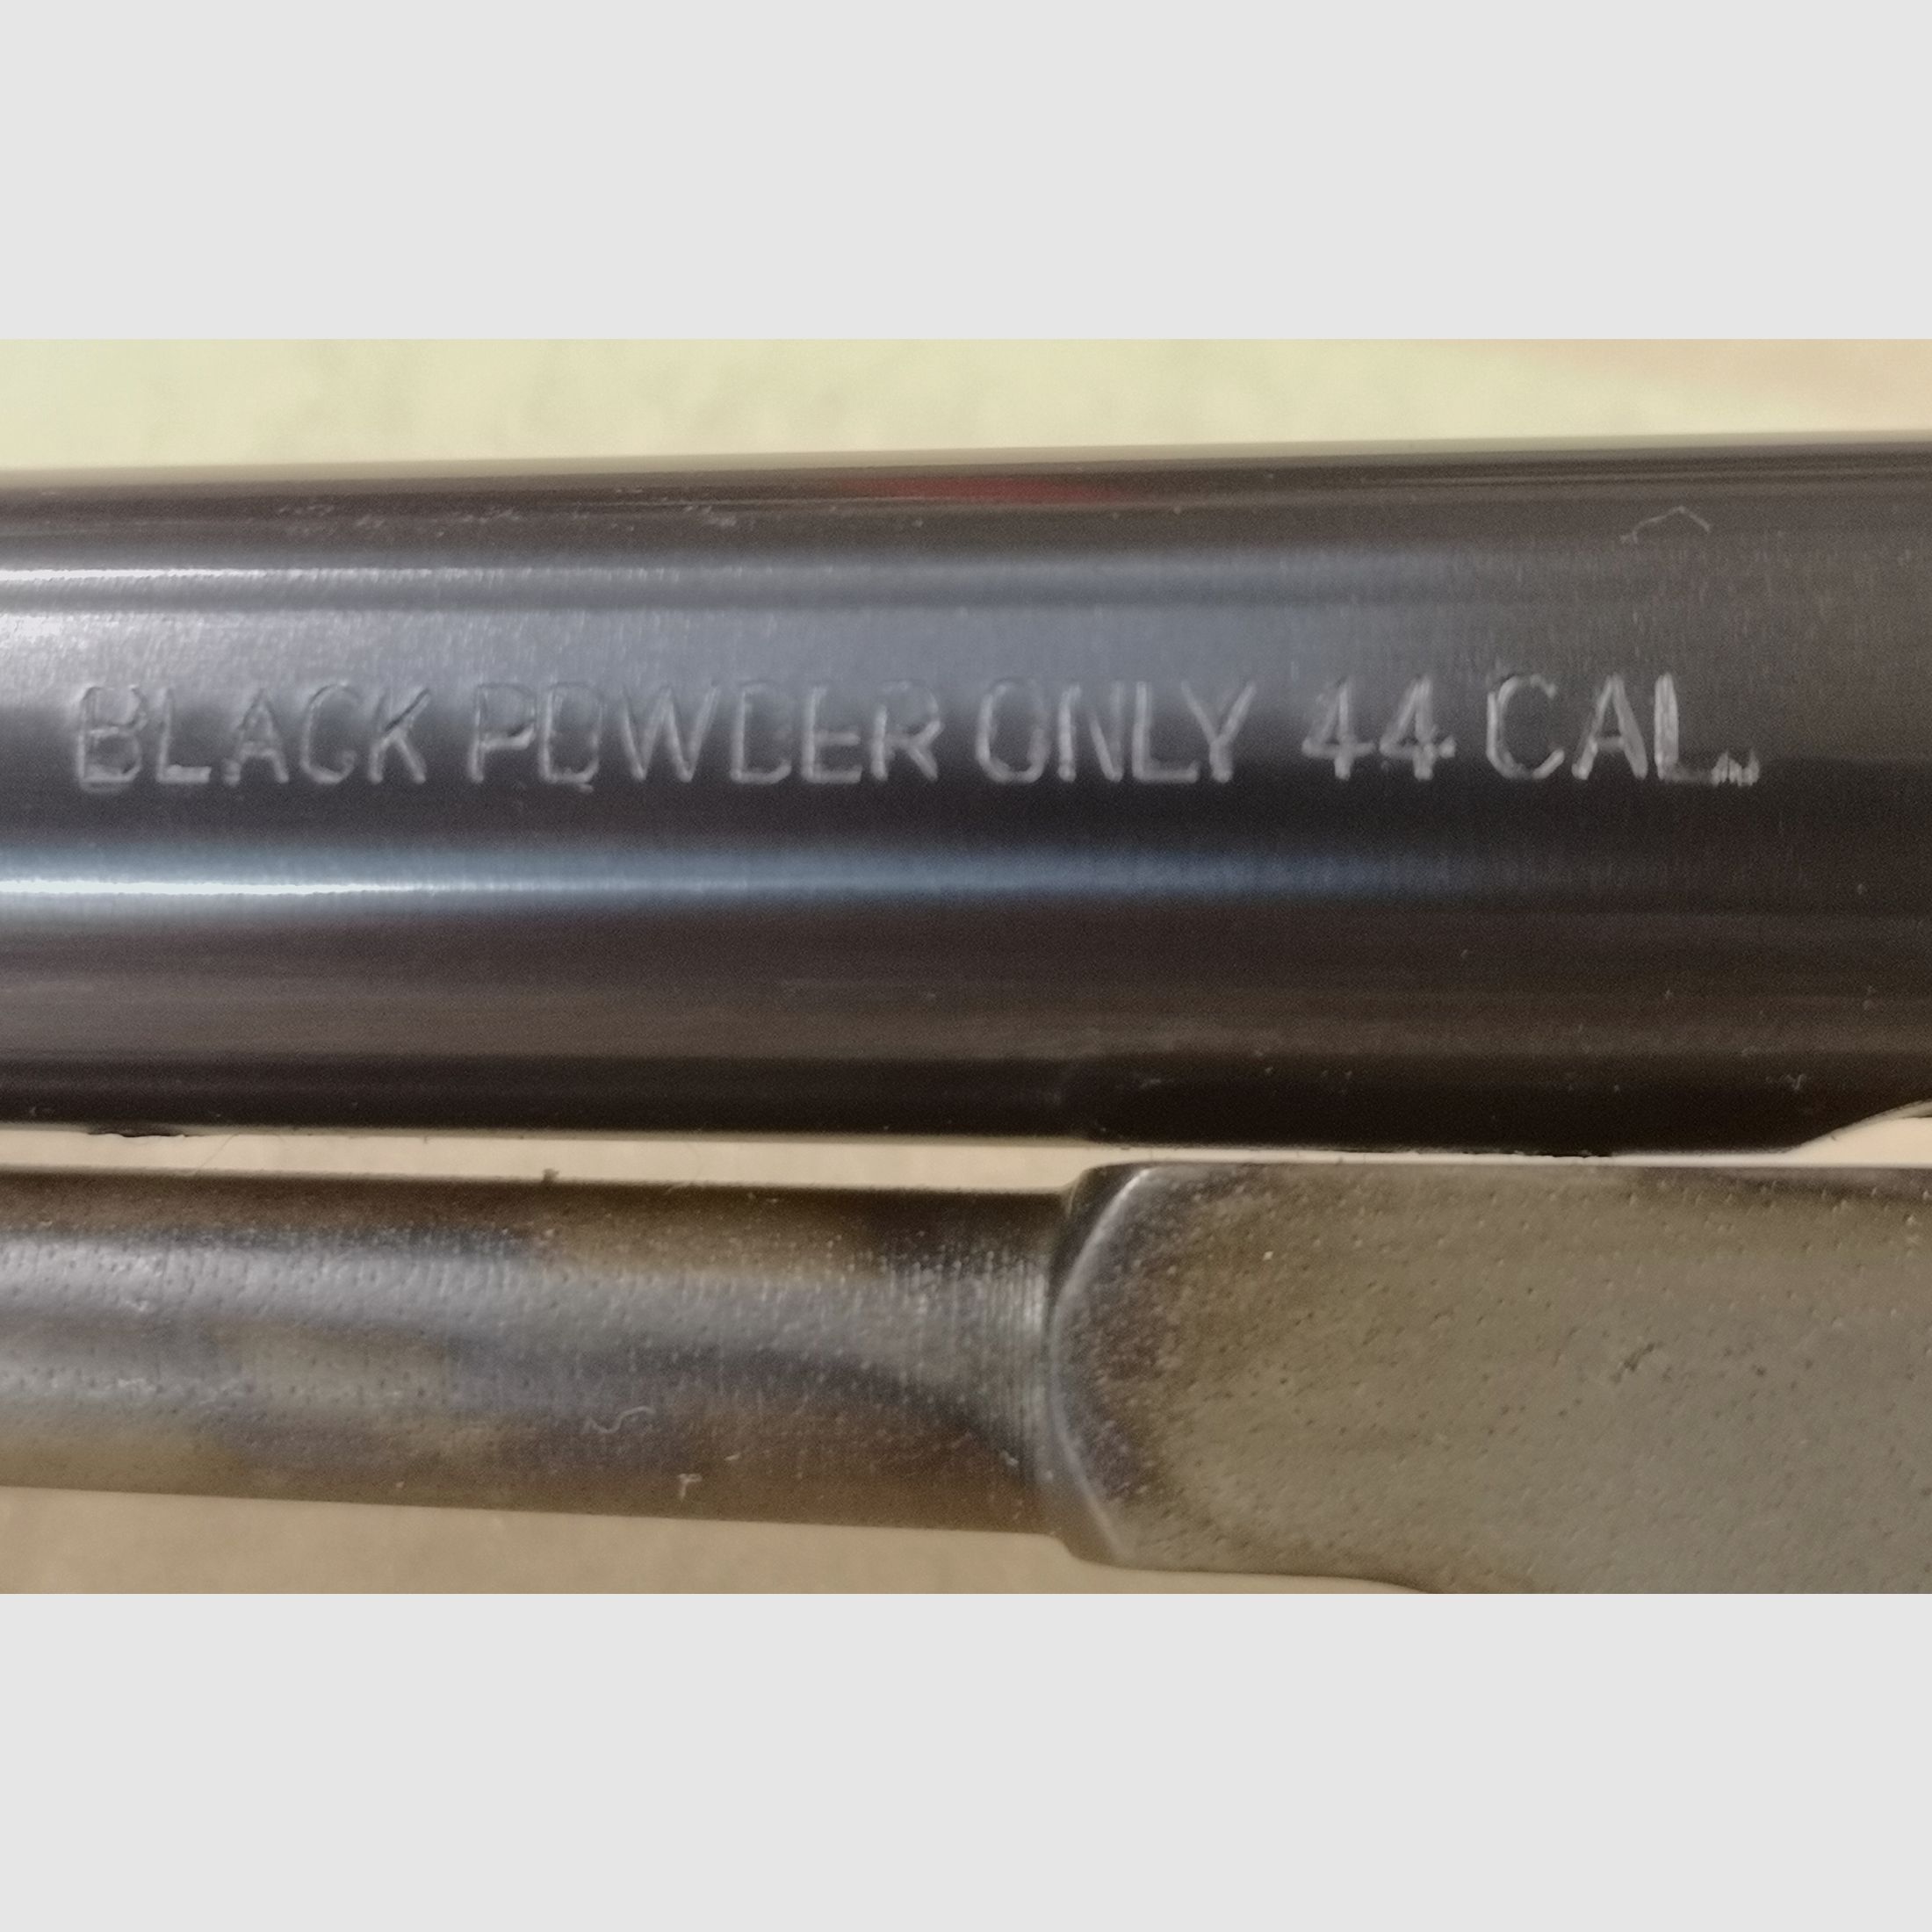 BLACK POWDER ONLY 44 CAL.